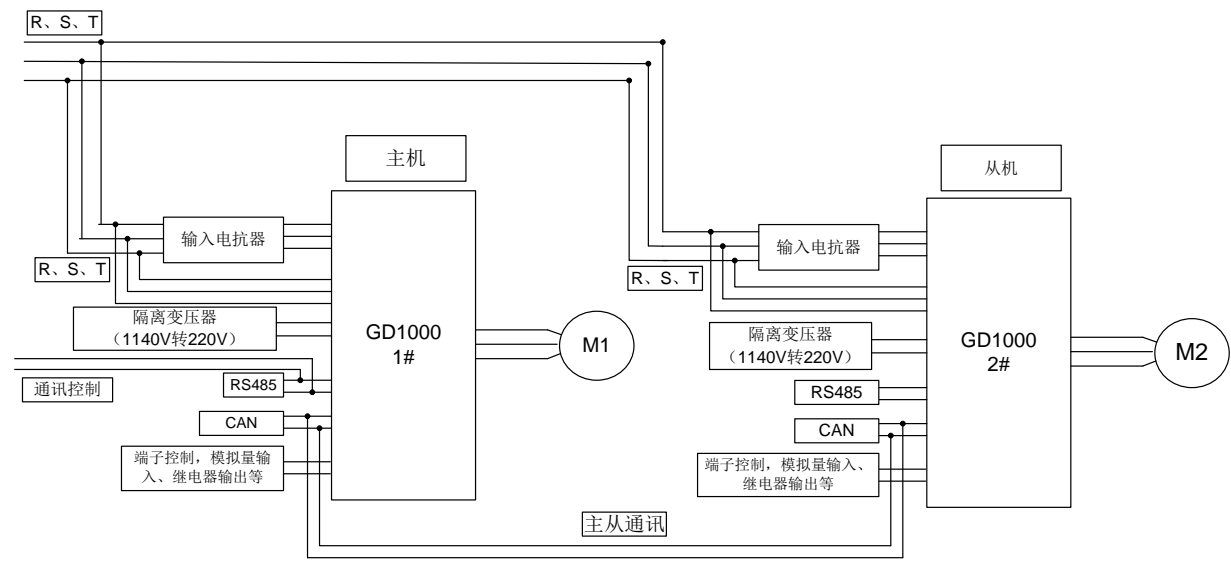 R、S、T
主机
从机
输入电抗器
输入电抗器
R、S、T
R、S、T
隔离变压器
（1140V转220V）
GD1000
1#
M1
隔离变压器
（1140V转220V）
GD1000
2#
M2
通讯控制
RS485
RS485
CAN
CAN
端子控制，模拟量输
入、继电器输出等
端子控制，模拟量输入、
继电器输出等
主从通讯